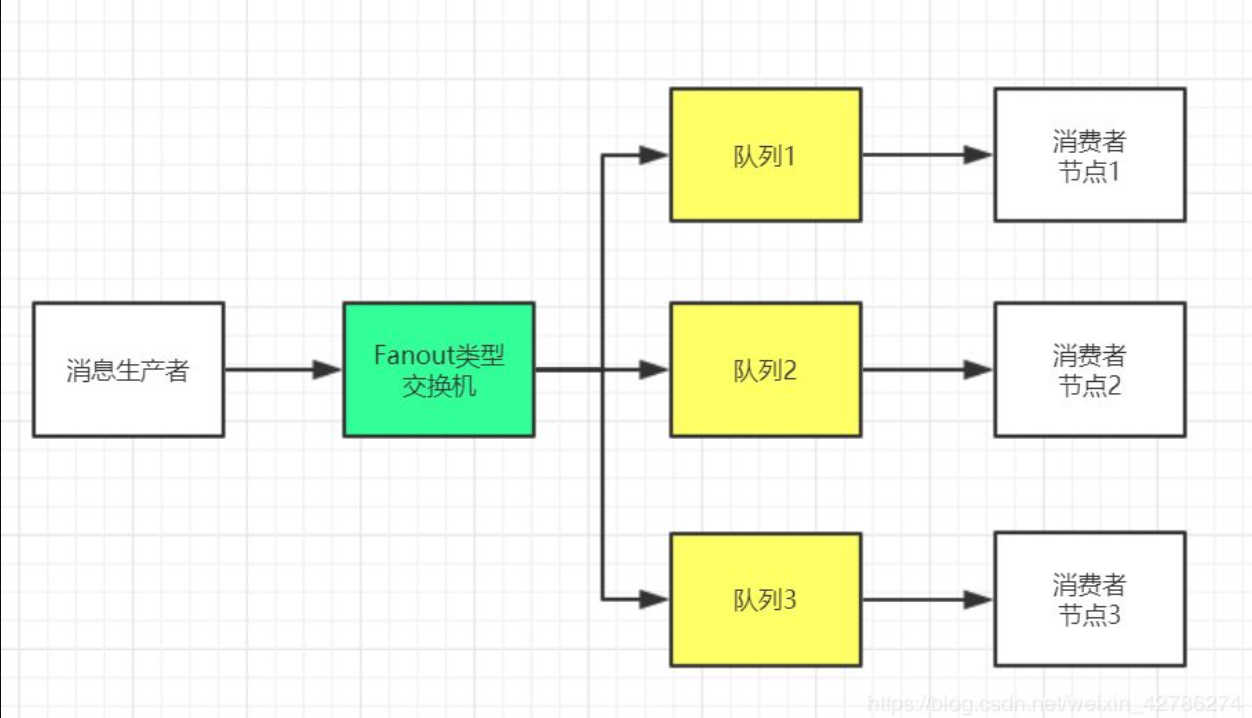 消息生产者
Fanout类型
交换机
队列1
消费者
节点1
队列2
消费者
节点2
队列3
消费者
节点3
https://blog.csdn.net/weixin_42786274